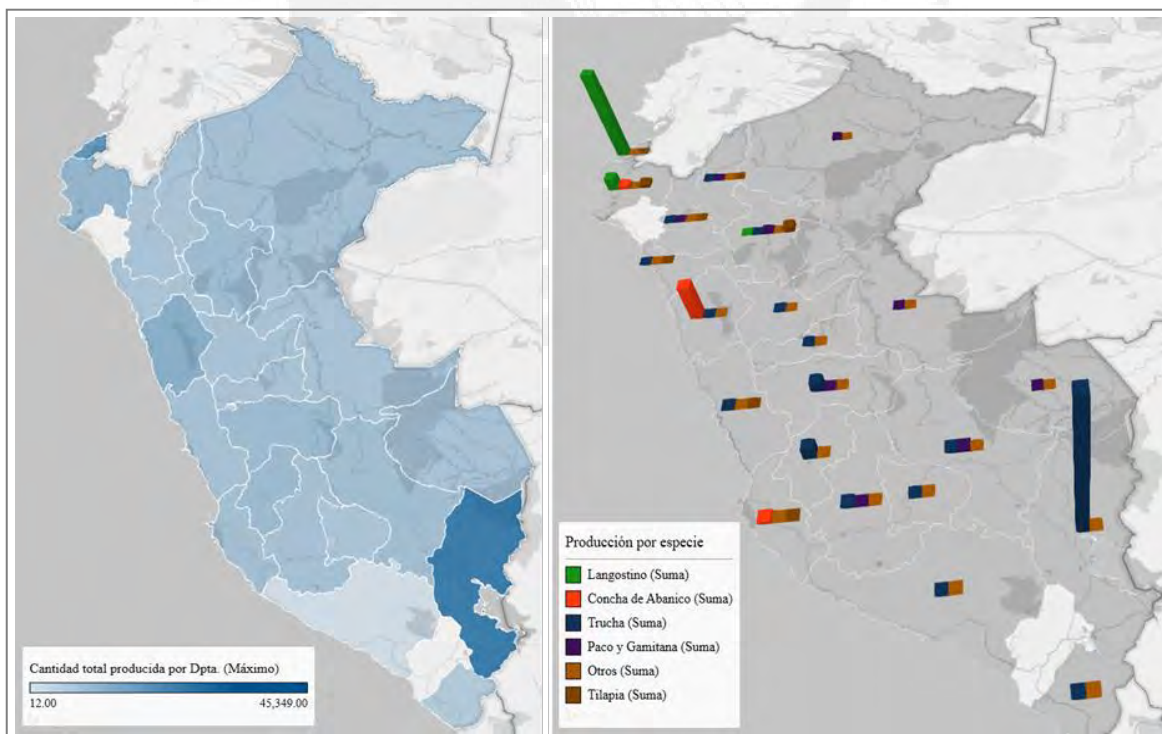 Cantidad total producida por Dpta. (Máximo)
12.00 45,349.00
Producción por especie
Langostino (Suma)
Concha de Abanico (Suma)
Trucha (Suma)
Paco y Gamitana (Suma)
Otros (Suma)
Tilapia (Suma)